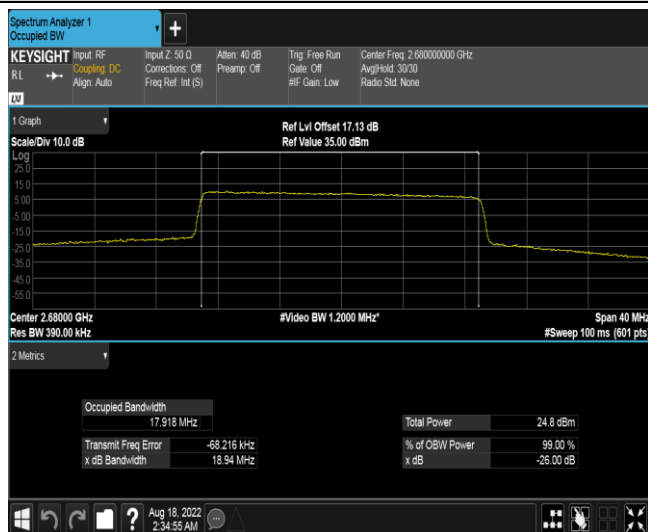 Spectrum Analyzer 1
Occupied BW
+
KEYSIGHT Input: RF Input Z: 50 Ω Atten: 40 dB Trig: Free Run Center Freq: 2.680000000 GHz
RL Coupling: DC Corrections: Off Preamp: Off Gate: Off Avg|Hold: 30/30
Align: Auto Freq Ref: Int (S) #IF Gain: Low Radio Std: None
LXI
1 Graph
Ref Lvl Offset 17.13 dB
Scale/Div 10.0 dB Ref Value 35.00 dBm
Log
25.0
15.0
5.00
-5.00
-15.0
-25.0
-35.0
-45.0
-55.0
Center 2.68000 GHz #Video BW 1.2000 MHz* Span 40 MHz
Res BW 390.00 kHz #Sweep 100 ms (601 pts)
2 Metrics
Occupied Bandwidth
17.918 MHz Total Power 24.8 dBm
Transmit Freq Error -68.216 kHz % of OBW Power 99.00 %
x dB Bandwidth 18.94 MHz x dB -26.00 dB
? Aug 18, 2022
2:34:55 AM